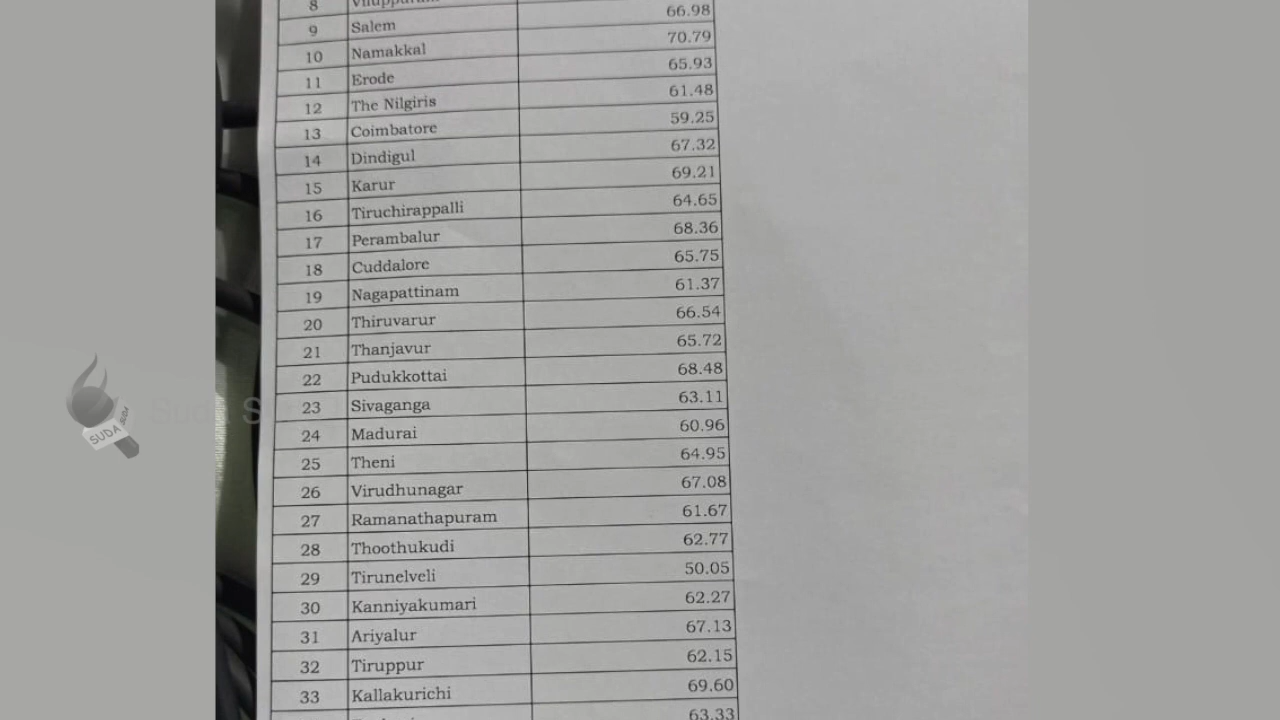 8
9 Salem 66.98
10 Namakkal 70.79
11 Erode 65.93
12 The Nilgiris 61.48
13 Coimbatore 59.25
14 Dindigul 67.32
15 Karur 69.21
16 Tiruchirappalli 64.65
17 Perambalur 68.36
18 Cuddalore 65.75
19 Nagapattinam 61.37
20 Thiruvarur 66.54
21 Thanjavur 65.72
22 Pudukkottai 68.48
23 Sivaganga 63.11
24 Madurai 60.96
25 Theni 64.95
26 Virudhunagar 67.08
27 Ramanathapuram 61.67
28 Thoothukudi 62.77
29 Tirunelveli 50.05
30 Kanniyakumari 62.27
31 Ariyalur 67.13
32 Tiruppur 62.15
33 Kallakurichi 69.60
63.33
SUDA SUDA